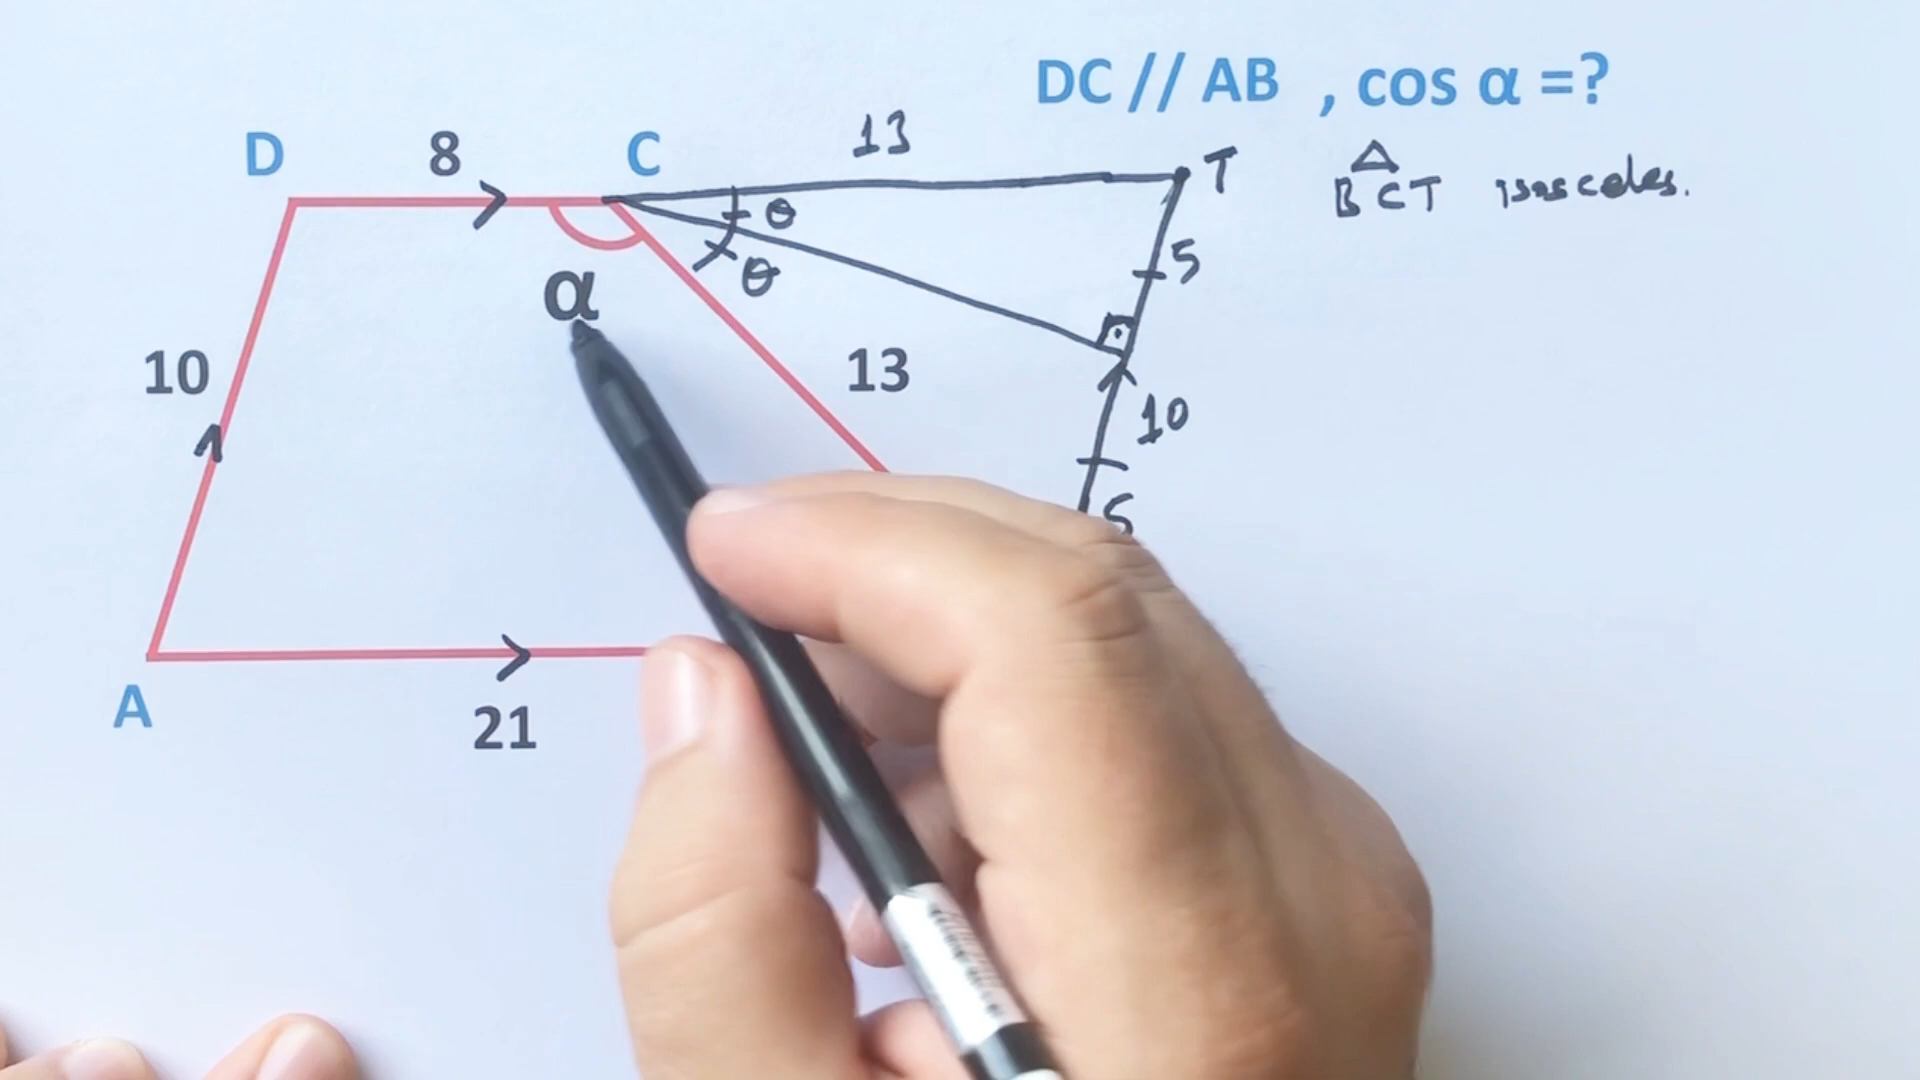 DC // AB , cos α =?
13
D 8 C T
△
BCT isosceles.
θ
5
θ
α
10 13
10
5
A
21